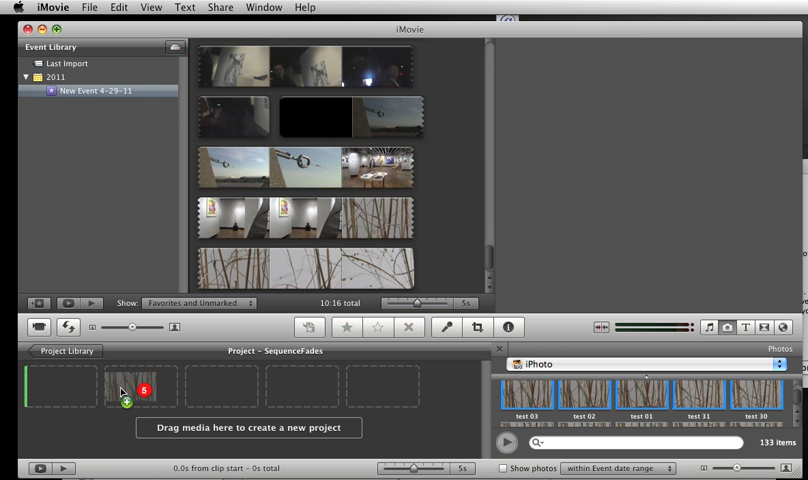 iMovie File Edit View Text Share Window Help
iMovie
Event Library
Last Import
2011
New Event 4-29-11
Show: Favorites and Unmarked 10:16 total 5s
Project Library Project - SequenceFades Photos
iPhoto
5
test 03 test 02 test 01 test 31 test 30
Drag media here to create a new project
133 items
0.0s from clip start - 0s total 5s Show photos within Event date range